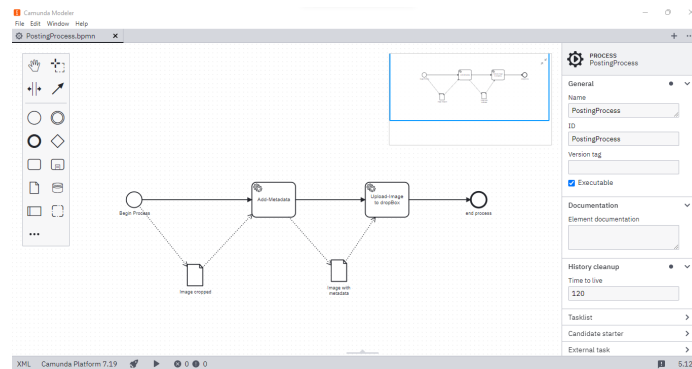 Camunda Modeler
File Edit Window Help
PostingProcess.bpmn
PROCESS
PostingProcess
General
Name
PostingProcess
ID
PostingProcess
Version tag
Executable
Documentation
Element documentation
History cleanup
Time to live
120
Tasklist
Candidate starter
External task
Begin Process
Add-Metadata
Upload-Image
to dropBox
end process
Image cropped
Image with
metadata
XML Camunda Platform 7.19 0 0 5.12